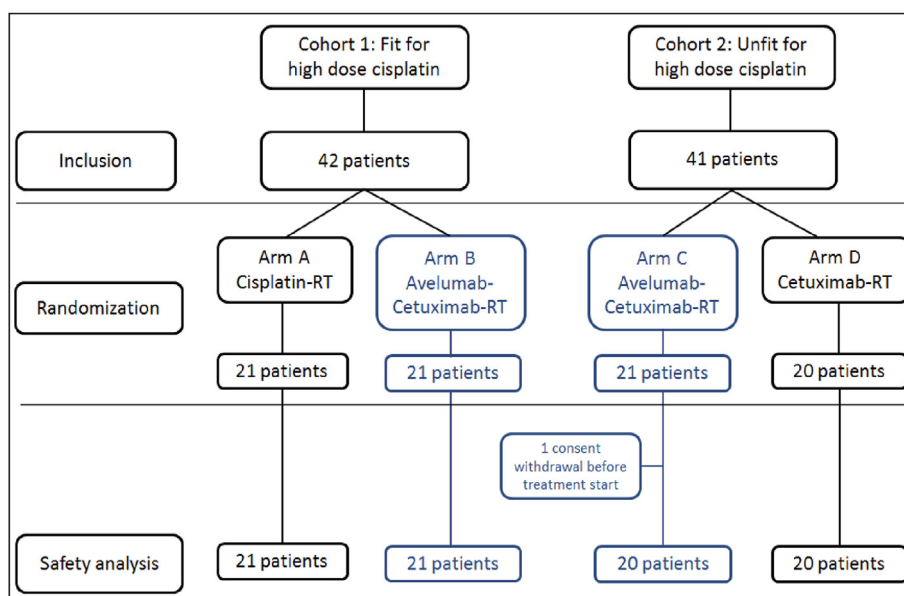 Cohort 1: Fit for
high dose cisplatin
Cohort 2: Unfit for
high dose cisplatin
Inclusion
42 patients
41 patients
Randomization
Arm A
Cisplatin-RT
Arm B
Avelumab-
Cetuximab-RT
Arm C
Avelumab-
Cetuximab-RT
Arm D
Cetuximab-RT
21 patients
21 patients
21 patients
20 patients
1 consent
withdrawal before
treatment start
Safety analysis
21 patients
21 patients
20 patients
20 patients